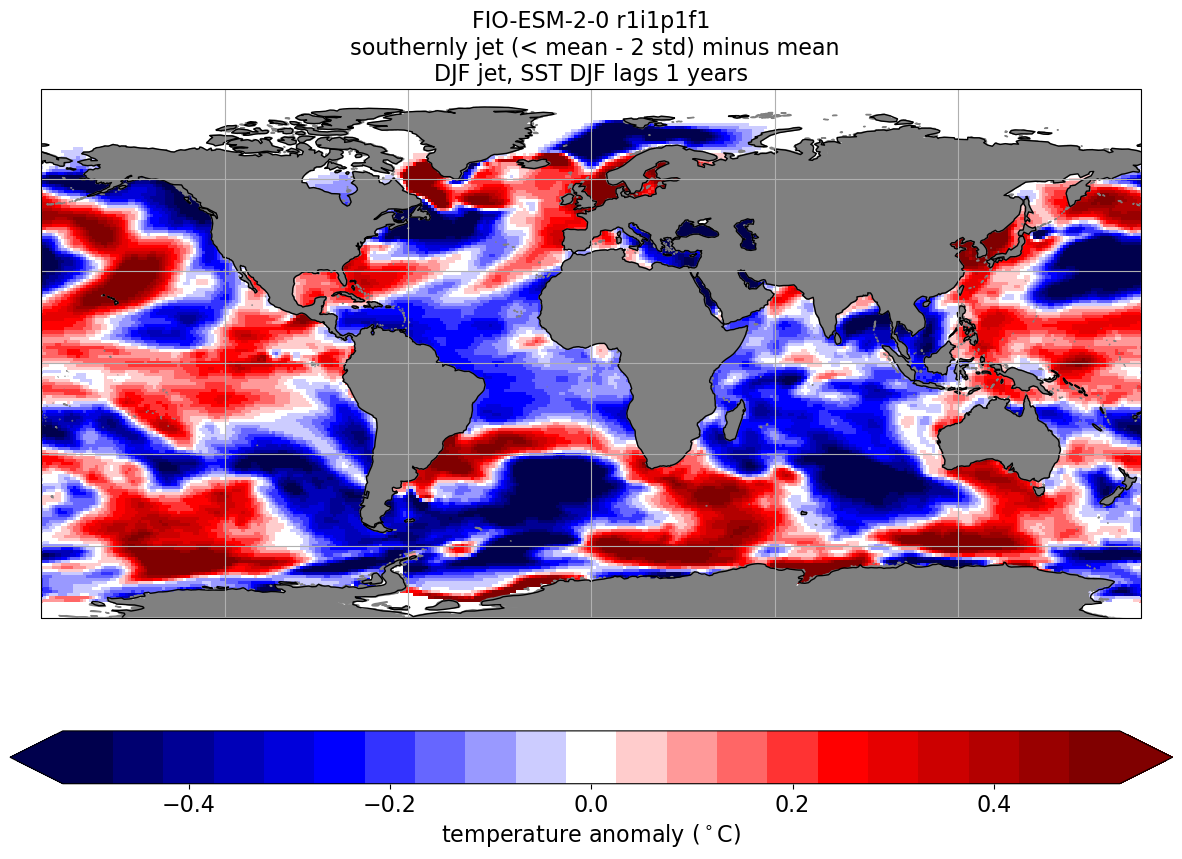 FIO-ESM-2-0 r1i1p1f1
southernly jet (< mean - 2 std) minus mean
DJF jet, SST DJF lags 1 years
−0.4 −0.2 0.0 0.2 0.4
temperature anomaly (°C)